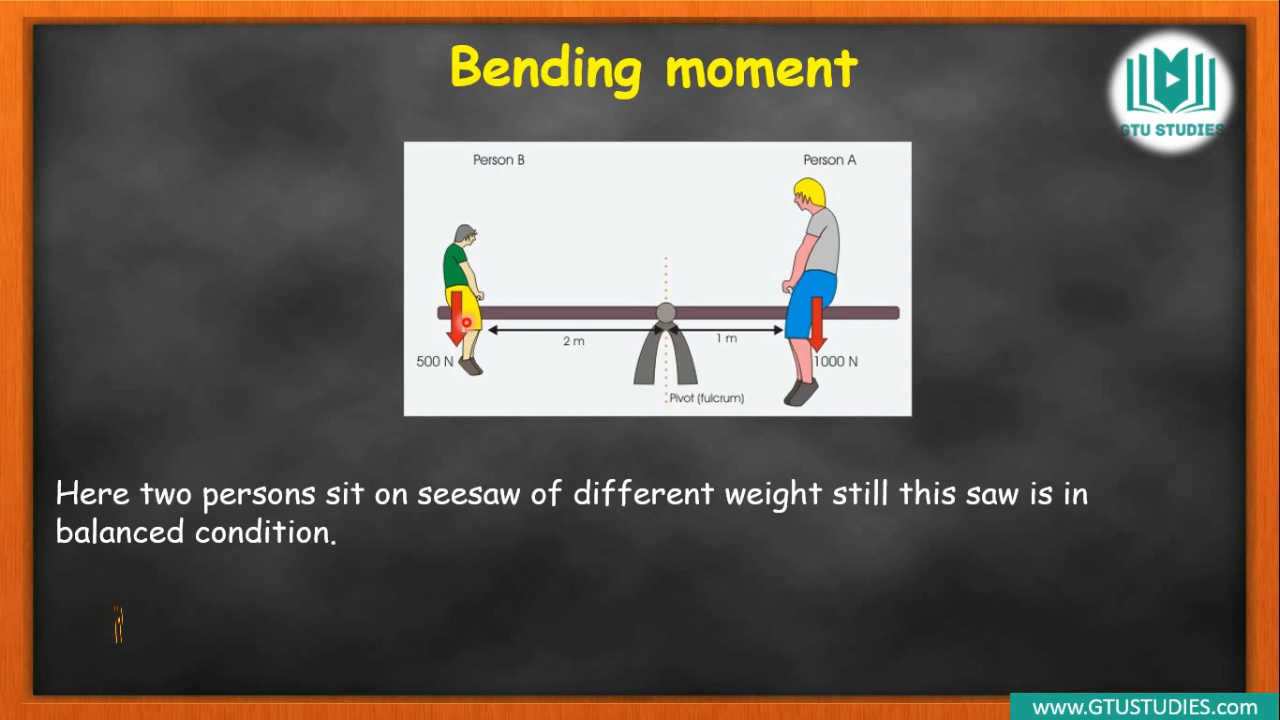 Bending moment
GTU STUDIES
Person B
Person A
2 m
1 m
500 N
1000 N
Pivot (fulcrum)
Here two persons sit on seesaw of different weight still this saw is in
balanced condition.
www.GTUSTUDIES.com